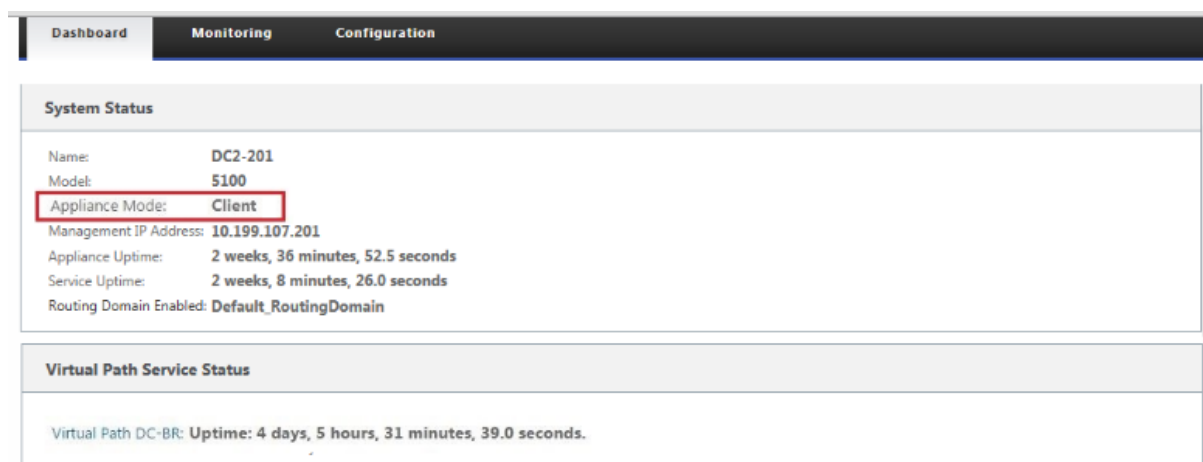 Dashboard Monitoring Configuration
System Status
Name: DC2-201
Model: 5100
Appliance Mode: Client
Management IP Address: 10.199.107.201
Appliance Uptime: 2 weeks, 36 minutes, 52.5 seconds
Service Uptime: 2 weeks, 8 minutes, 26.0 seconds
Routing Domain Enabled: Default_RoutingDomain
Virtual Path Service Status
Virtual Path DC-BR: Uptime: 4 days, 5 hours, 31 minutes, 39.0 seconds.